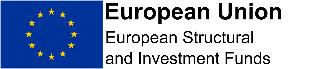 European Union
European Structural
and Investment Funds